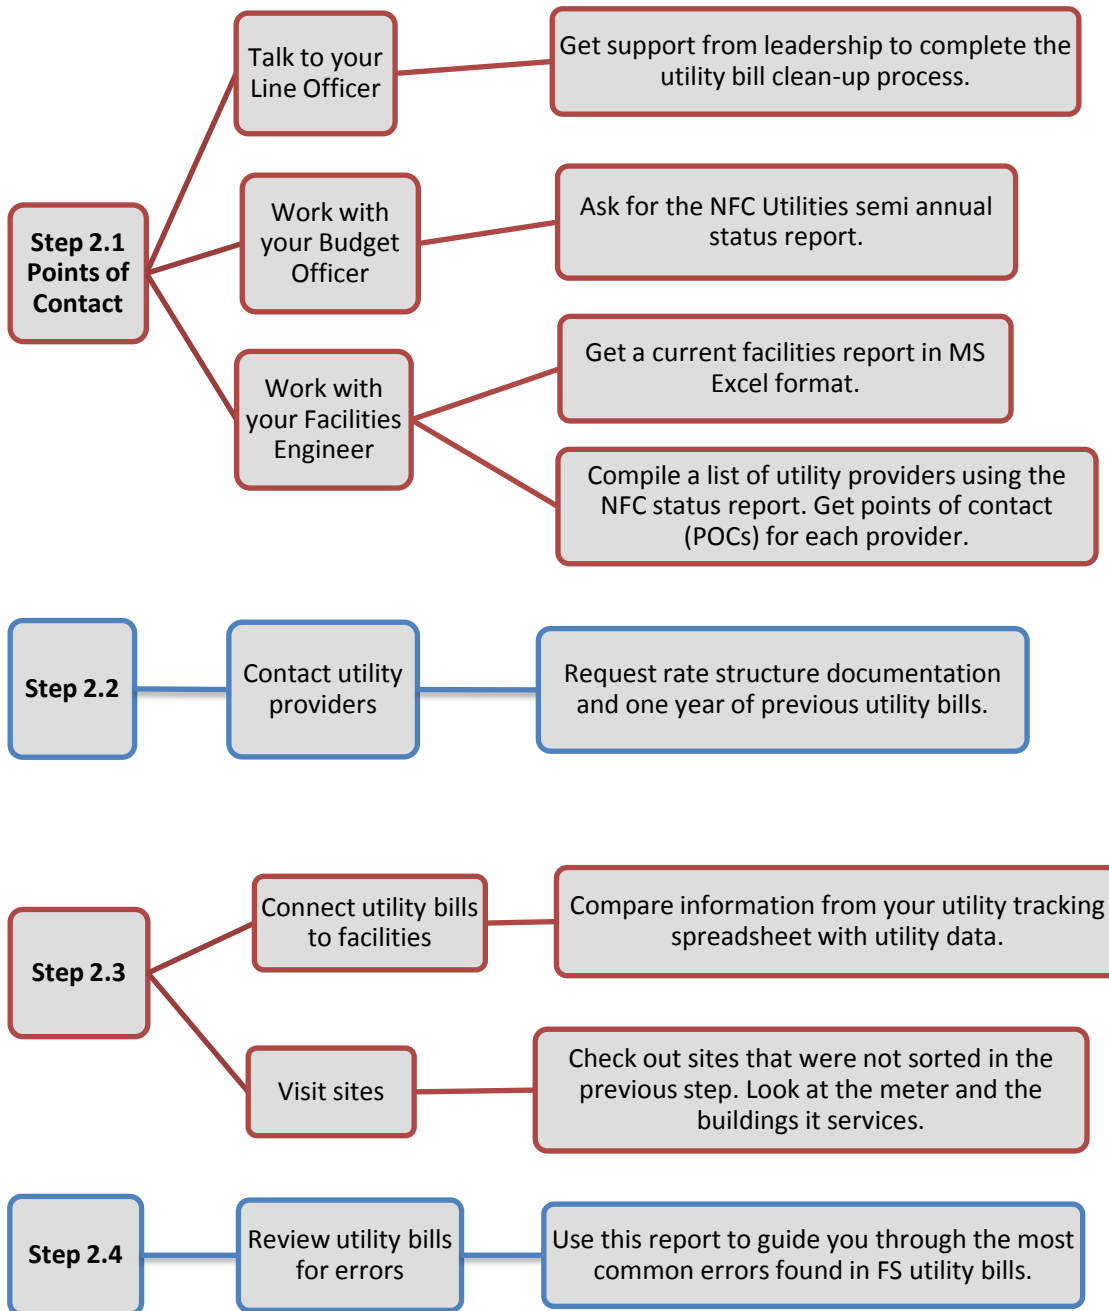 Step 2.1
Points of
Contact
Talk to your
Line Officer
Get support from leadership to complete the
utility bill clean-up process.
Work with
your Budget
Officer
Ask for the NFC Utilities semi annual
status report.
Work with
your Facilities
Engineer
Get a current facilities report in MS
Excel format.
Compile a list of utility providers using the
NFC status report. Get points of contact
(POCs) for each provider.
Step 2.2
Contact utility
providers
Request rate structure documentation
and one year of previous utility bills.
Step 2.3
Connect utility bills
to facilities
Compare information from your utility tracking
spreadsheet with utility data.
Visit sites
Check out sites that were not sorted in the
previous step. Look at the meter and the
buildings it services.
Step 2.4
Review utility bills
for errors
Use this report to guide you through the most
common errors found in FS utility bills.